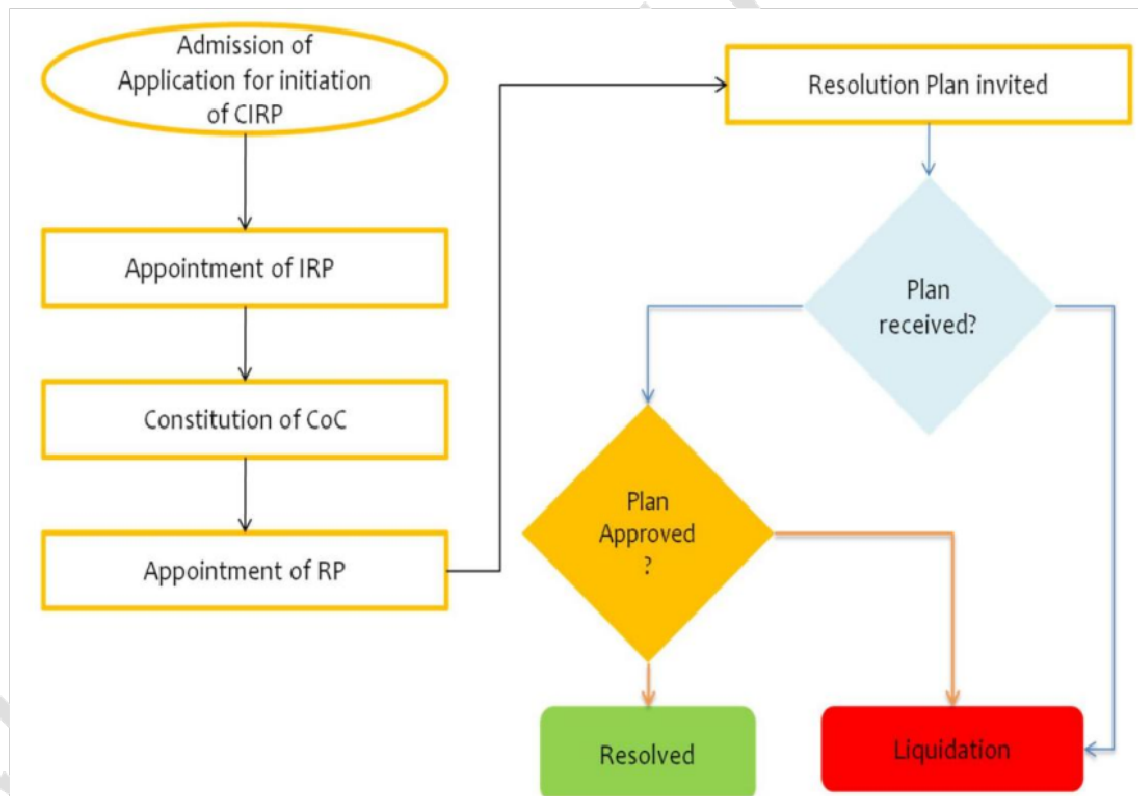 Admission of
Application for initiation
of CIRP
Appointment of IRP
Constitution of CoC
Appointment of RP
Resolution Plan invited
Plan
received?
Plan
Approved
?
Resolved
Liquidation